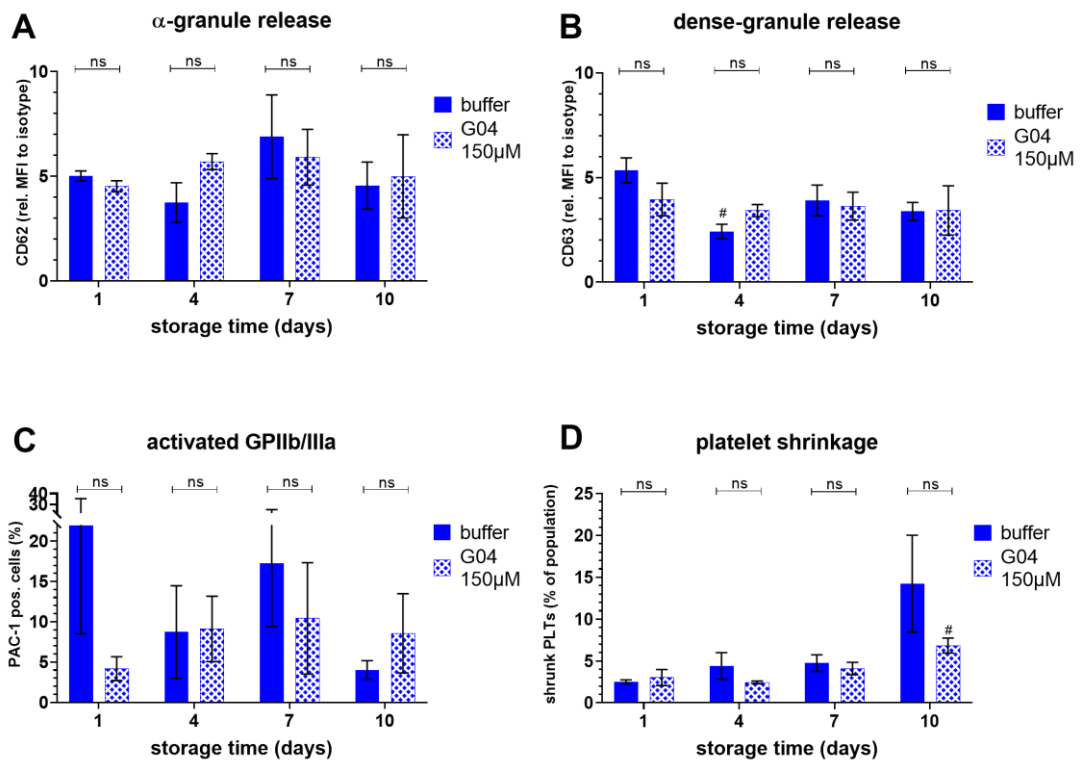 A
α-granule release
CD62 (rel. MFI to isotype)
10
5
0
ns
ns
ns
ns
1
4
7
10
storage time (days)
buffer
G04
150µM
B
dense-granule release
CD63 (rel. MFI to isotype)
10
5
0
ns
ns
ns
ns
#
1
4
7
10
storage time (days)
buffer
G04
150µM
C
activated GPIIb/IIIa
PAC-1 pos. cells (%)
40
30
20
15
10
5
0
ns
ns
ns
ns
1
4
7
10
storage time (days)
buffer
G04
150µM
D
platelet shrinkage
shrunk PLTs (% of population)
25
20
15
10
5
0
ns
ns
ns
ns
#
1
4
7
10
storage time (days)
buffer
G04
150µM